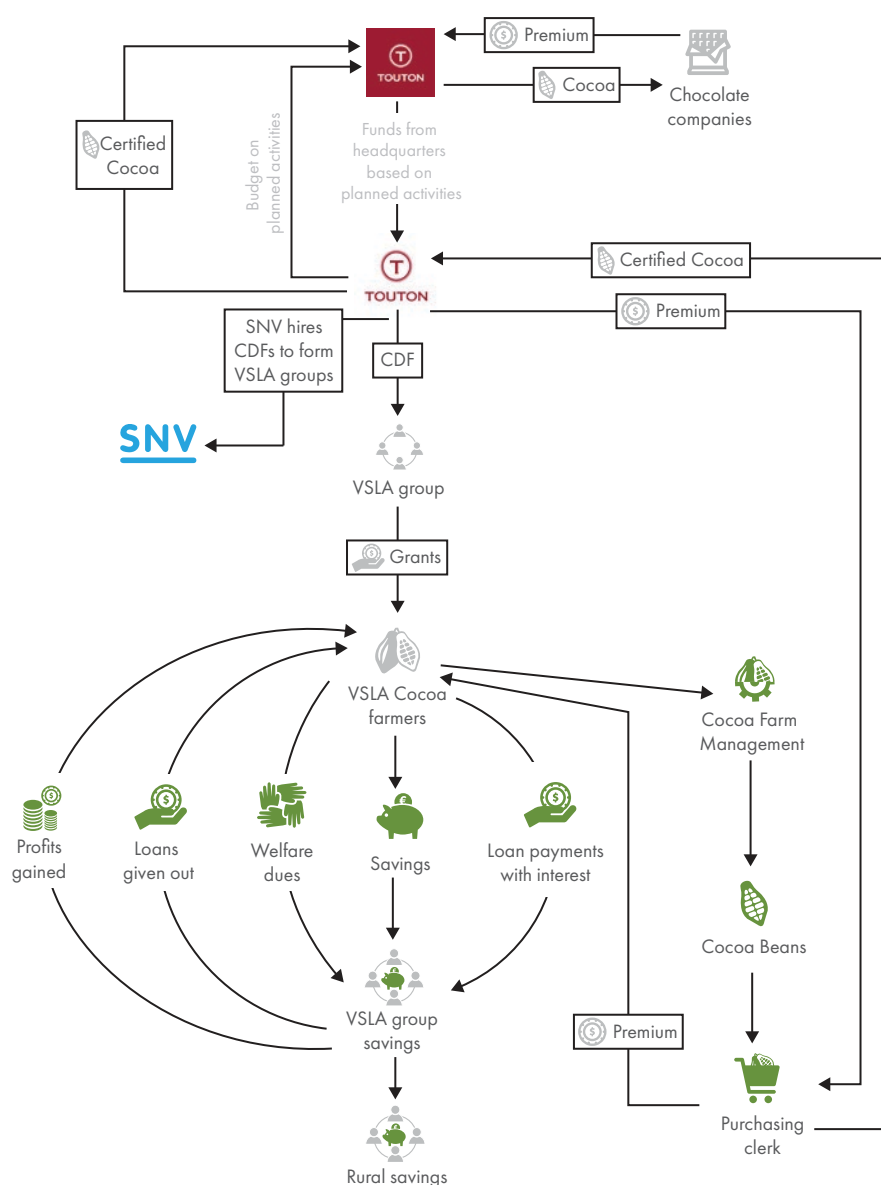 Premium
T
TOUTON
Cocoa
Chocolate
companies
Certified
Cocoa
Budget on
planned activities
Funds from
headquarters
based on
planned activities
T
TOUTON
Certified Cocoa
Premium
SNV hires
CDFs to form
VSLA groups
CDF
SNV
VSLA group
$ Grants
VSLA Cocoa
farmers
Cocoa Farm
Management
Profits
gained
Loans
given out
Welfare
dues
Savings
Loan payments
with interest
Cocoa Beans
VSLA group
savings
Premium
Purchasing
clerk
Rural savings